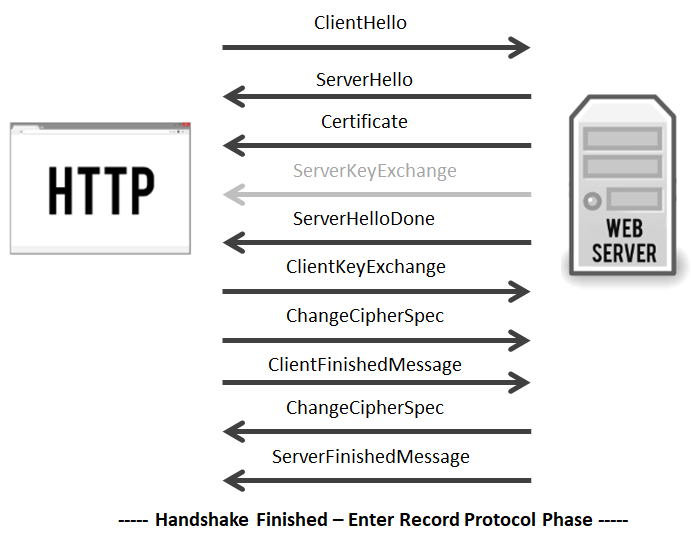 ClientHello
ServerHello
Certificate
HTTP
ServerKeyExchange
ServerHelloDone
WEB
SERVER
ClientKeyExchange
ChangeCipherSpec
ClientFinishedMessage
ChangeCipherSpec
ServerFinishedMessage
----- Handshake Finished – Enter Record Protocol Phase -----